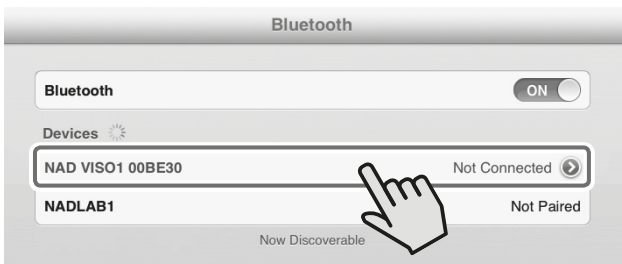 Bluetooth
Bluetooth ON
Devices
NAD VISO1 00BE30 Not Connected
NADLAB1 Not Paired
Now Discoverable